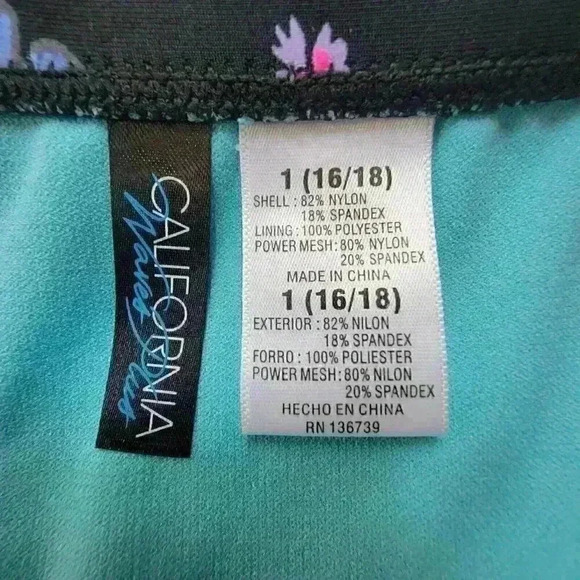 CALIFORNIA
Waves Plus
1 (16/18)
SHELL : 82% NYLON
18% SPANDEX
LINING : 100% POLYESTER
POWER MESH: 80% NYLON
20% SPANDEX
MADE IN CHINA
1 (16/18)
EXTERIOR : 82% NILON
18% SPANDEX
FORRO : 100% POLIESTER
POWER MESH: 80% NILON
20% SPANDEX
HECHO EN CHINA
RN 136739